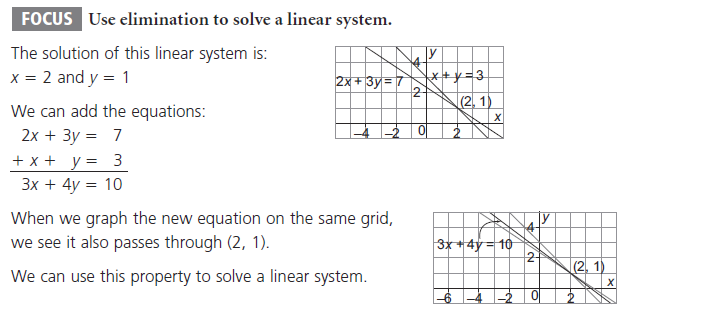 FOCUS Use elimination to solve a linear system.
The solution of this linear system is:
x = 2 and y = 1
We can add the equations:
2x + 3y = 7
+ x + y = 3
3x + 4y = 10
y
4
2x + 3y = 7
x + y = 3
2
(2, 1)
x
–4 –2 0 2
When we graph the new equation on the same grid,
we see it also passes through (2, 1).
We can use this property to solve a linear system.
y
4
3x + 4y = 10
2
(2, 1)
x
–6 –4 –2 0 2